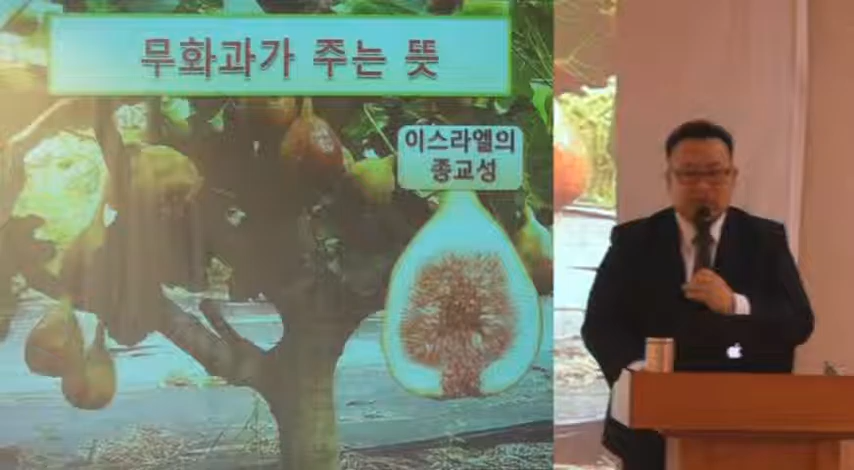 무화과가 주는 뜻
이스라엘의
종교성